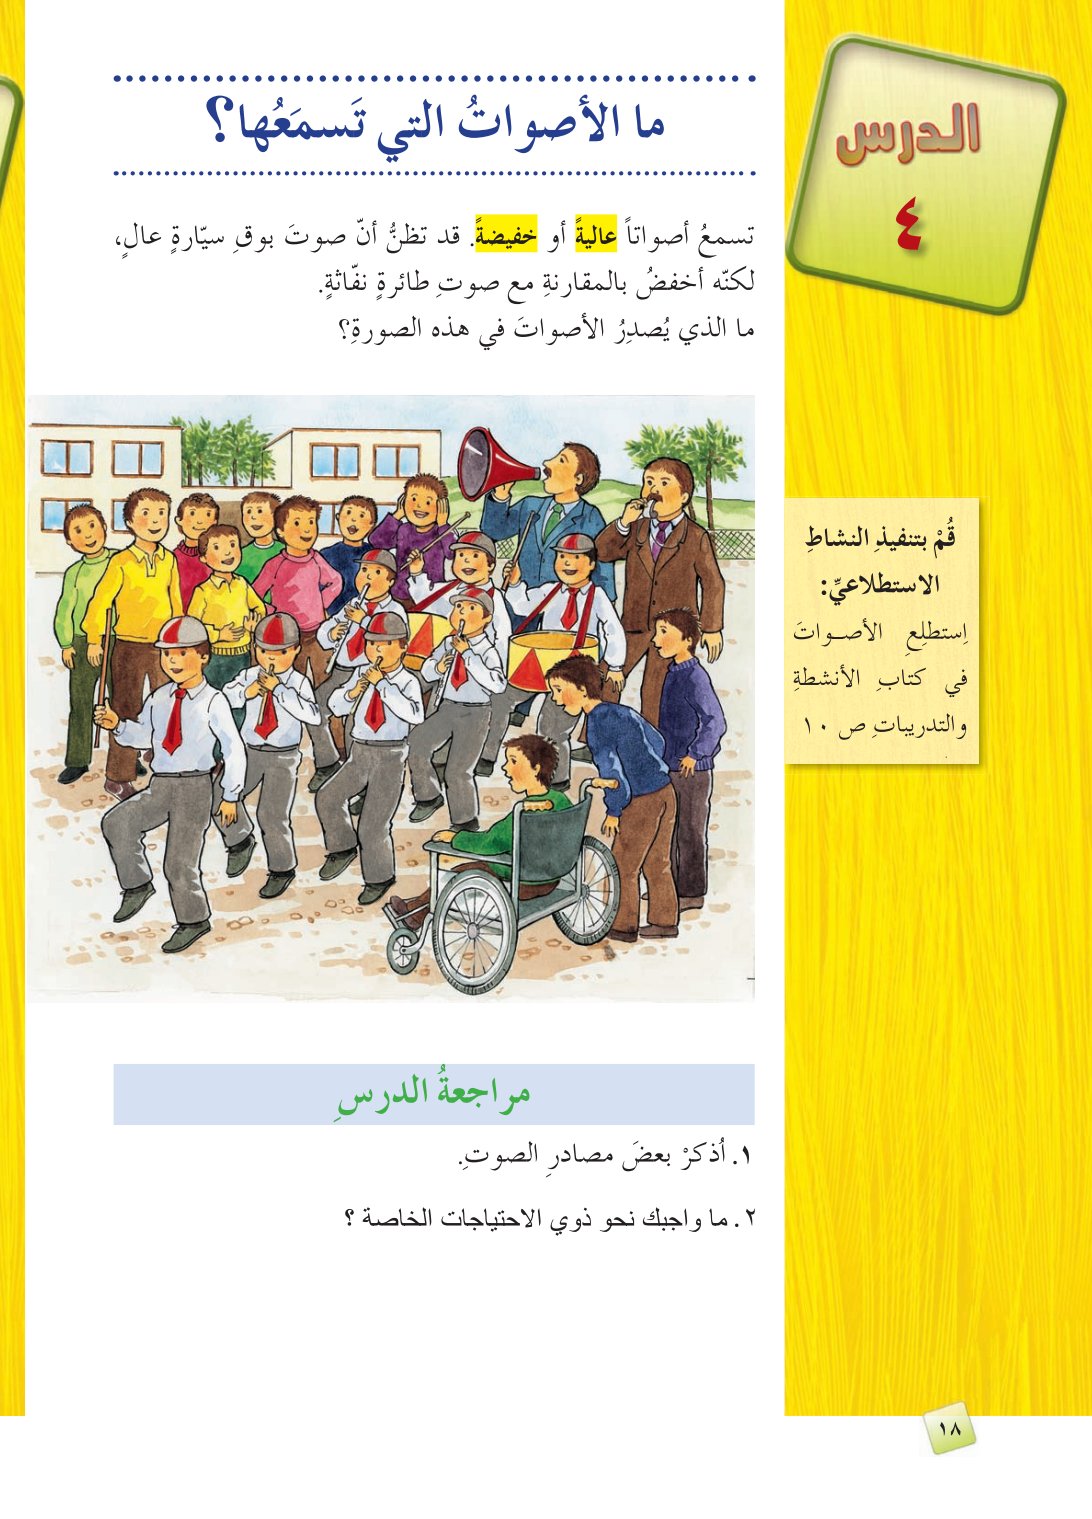 الدرس
٤
ما الأصواتُ التي تَسمَعُها؟
تسمعُ أصواتاً عاليةً أو خفيضةً. قد تظنُّ أنّ صوتَ بوقِ سيّارةٍ عالٍ،
لكنّه أخفضُ بالمقارنةِ مع صوتِ طائرةٍ نفّاثةٍ.
ما الذي يُصدِرُ الأصواتَ في هذه الصورةِ؟
قُمْ بتنفيذِ النشاطِ
الاستطلاعيِّ:
اِستطلِعِ الأصـواتَ
في كتابِ الأنشطةِ
والتدريباتِ ص ١٠
مراجعةُ الدرسِ
١. اُذكرْ بعضَ مصادرِ الصوتِ.
٢. ما واجبك نحو ذوي الاحتياجات الخاصة ؟
١٨